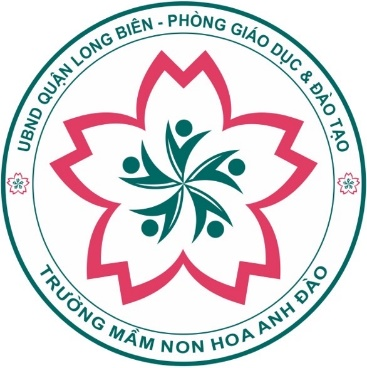 UBND QUẬN LONG BIÊN - PHÒNG GIÁO DỤC & ĐÀO TẠO
TRƯỜNG MẦM NON HOA ANH ĐÀO